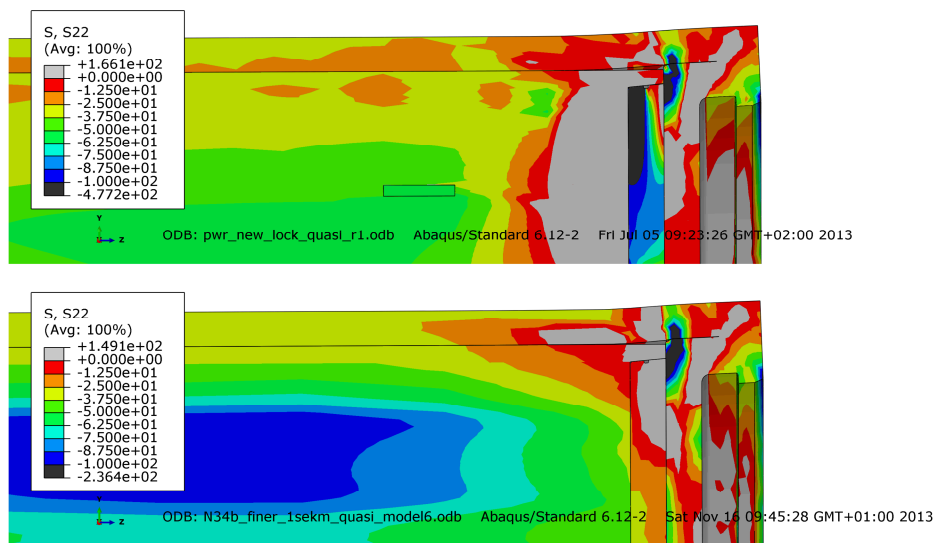 S, S22
(Avg: 100%)
+1.661e+02
+0.000e+00
-1.250e+01
-2.500e+01
-3.750e+01
-5.000e+01
-6.250e+01
-7.500e+01
-8.750e+01
-1.000e+02
-4.772e+02
Y
Z
ODB: pwr_new_lock_quasi_r1.odb Abaqus/Standard 6.12-2 Fri Jul 05 09:23:26 GMT+02:00 2013
S, S22
(Avg: 100%)
+1.491e+02
+0.000e+00
-1.250e+01
-2.500e+01
-3.750e+01
-5.000e+01
-6.250e+01
-7.500e+01
-8.750e+01
-1.000e+02
-2.364e+02
Y
Z
ODB: N34b_finer_1sekm_quasi_model6.odb Abaqus/Standard 6.12-2 Sat Nov 16 09:45:28 GMT+01:00 2013